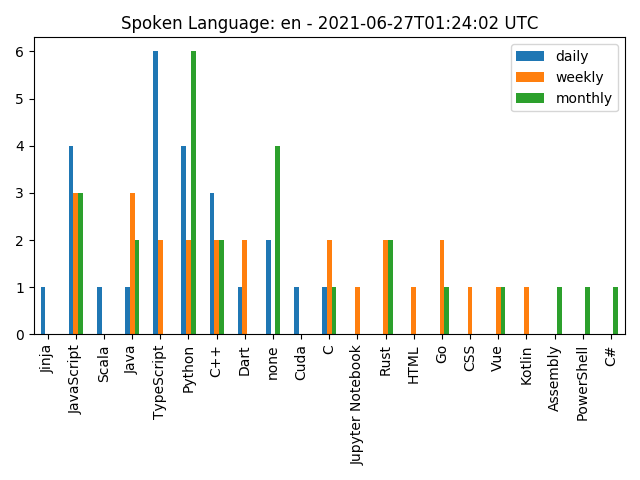 Spoken Language: en - 2021-06-27T01:24:02 UTC
daily
weekly
monthly
6
5
4
3
2
1
0
Jinja
JavaScript
Scala
Java
TypeScript
Python
C++
Dart
none
Cuda
C
Jupyter Notebook
Rust
HTML
Go
CSS
Vue
Kotlin
Assembly
PowerShell
C#